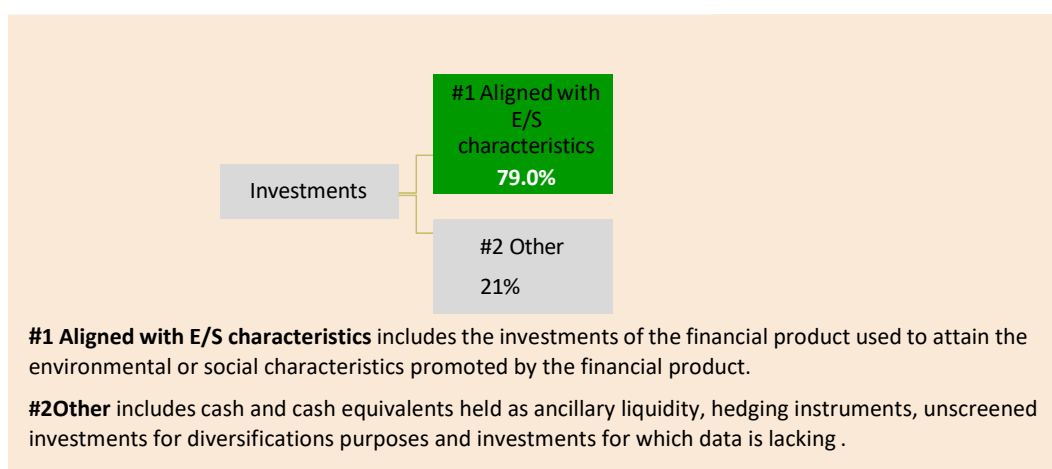 #1 Aligned with
E/S
characteristics
79.0%
Investments
#2 Other
21%
#1 Aligned with E/S characteristics includes the investments of the financial product used to attain the
environmental or social characteristics promoted by the financial product.
#2Other includes cash and cash equivalents held as ancillary liquidity, hedging instruments, unscreened
investments for diversifications purposes and investments for which data is lacking .